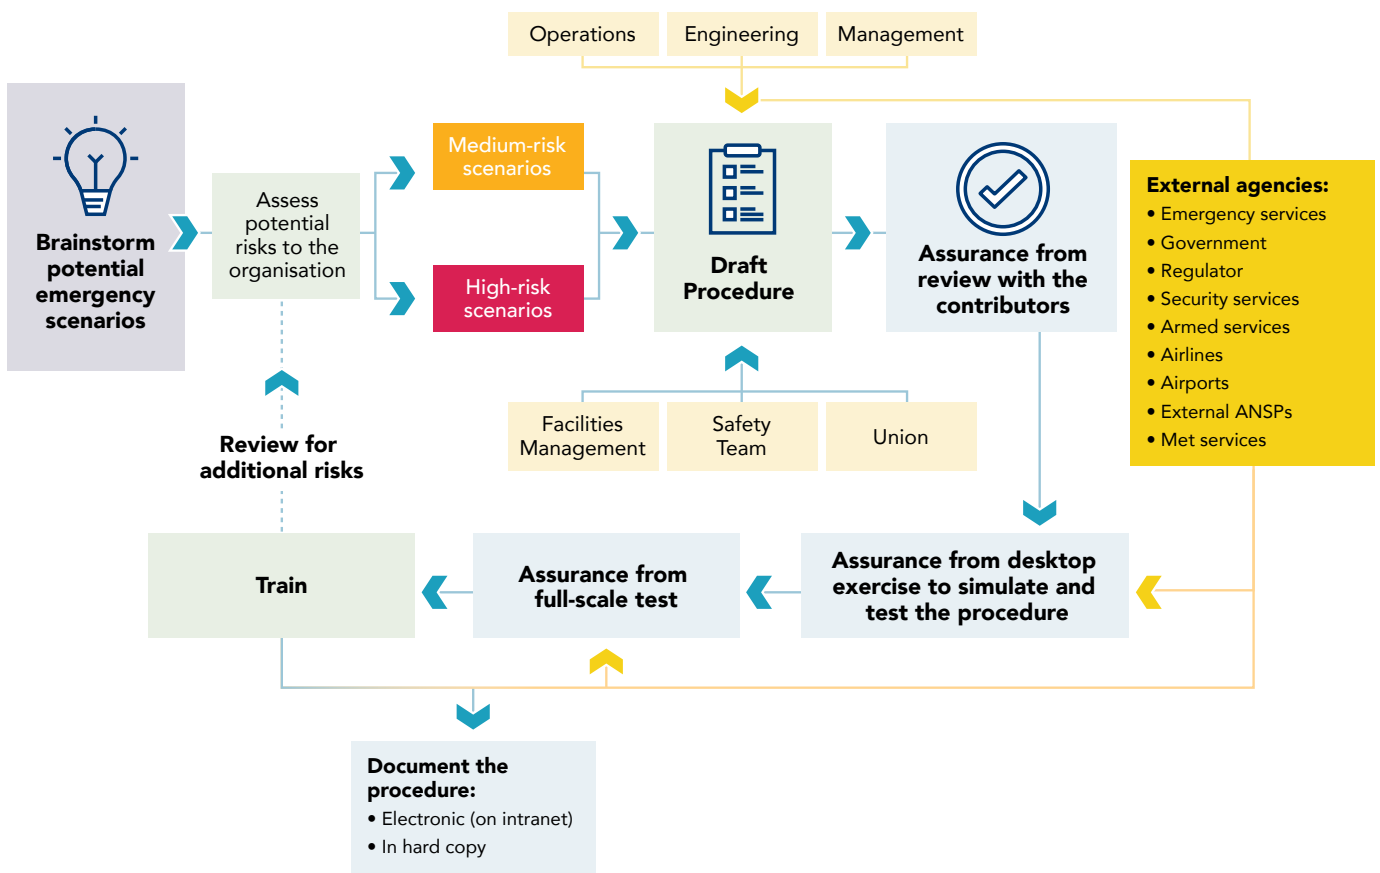 Operations
Engineering
Management
Brainstorm
potential
emergency
scenarios
Assess
potential
risks to the
organisation
Medium-risk
scenarios
High-risk
scenarios
Draft
Procedure
Assurance from
review with the
contributors
External agencies:
• Emergency services
• Government
• Regulator
• Security services
• Armed services
• Airlines
• Airports
• External ANSPs
• Met services
Facilities
Management
Safety
Team
Union
Review for
additional risks
Train
Assurance from
full-scale test
Assurance from desktop
exercise to simulate and
test the procedure
Document the
procedure:
• Electronic (on intranet)
• In hard copy